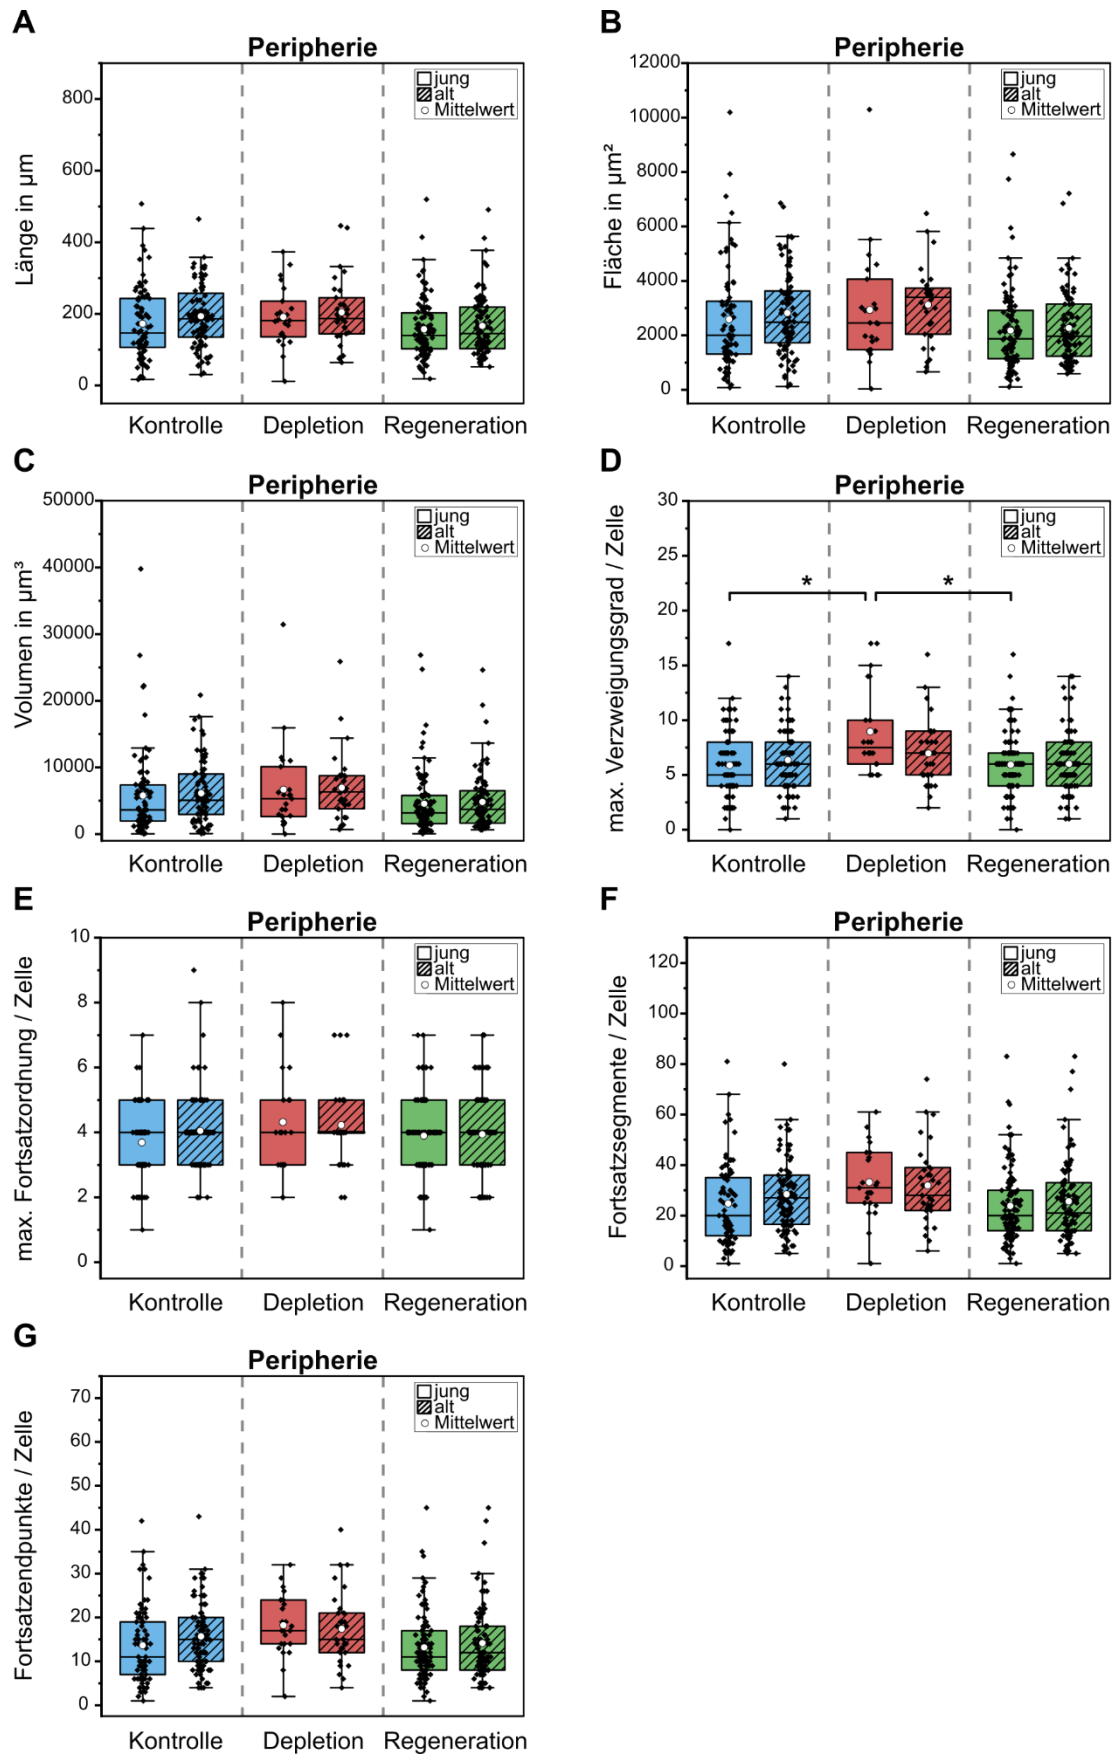 A
Peripherie
jung
alt
Mittelwert
Länge in µm
800
600
400
200
0
Kontrolle Depletion Regeneration
B
Peripherie
jung
alt
Mittelwert
Fläche in µm²
12000
10000
8000
6000
4000
2000
0
Kontrolle Depletion Regeneration
C
Peripherie
jung
alt
Mittelwert
Volumen in µm³
50000
40000
30000
20000
10000
0
Kontrolle Depletion Regeneration
D
Peripherie
jung
alt
Mittelwert
max. Verzweigungsgrad / Zelle
30
25
20
15
10
5
0
* *
Kontrolle Depletion Regeneration
E
Peripherie
jung
alt
Mittelwert
max. Fortsatzordnung / Zelle
10
8
6
4
2
0
Kontrolle Depletion Regeneration
F
Peripherie
jung
alt
Mittelwert
Fortsatzsegmente / Zelle
120
100
80
60
40
20
0
Kontrolle Depletion Regeneration
G
Peripherie
jung
alt
Mittelwert
Fortsatzendpunkte / Zelle
70
60
50
40
30
20
10
0
Kontrolle Depletion Regeneration